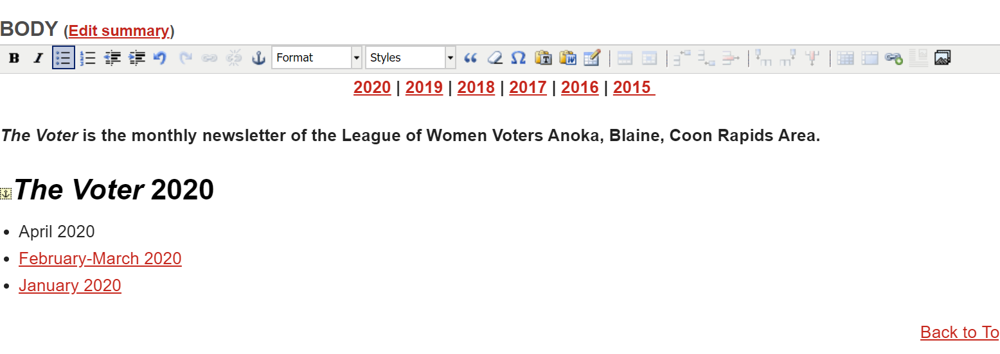 BODY (Edit summary)
B I Format Styles
2020 | 2019 | 2018 | 2017 | 2016 | 2015
The Voter is the monthly newsletter of the League of Women Voters Anoka, Blaine, Coon Rapids Area.
The Voter 2020
• April 2020
• February-March 2020
• January 2020
Back to To